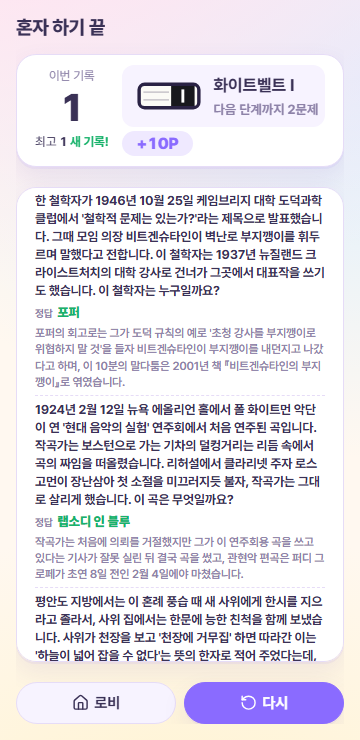 혼자 하기 끝
이번 기록
1
최고 1 새 기록!
화이트벨트 I
다음 단계까지 2문제
+10P
한 철학자가 1946년 10월 25일 케임브리지 대학 도덕과학
클럽에서 '철학적 문제는 있는가?'라는 제목으로 발표했습니
다. 그때 모임 의장 비트겐슈타인이 벽난로 부지깽이를 휘두
르며 말했다고 전합니다. 이 철학자는 1937년 뉴질랜드 크
라이스트처치의 대학 강사로 건너가 그곳에서 대표작을 쓰기
도 했습니다. 이 철학자는 누구일까요?
정답 포퍼
포퍼의 회고로는 그가 도덕 규칙의 예로 '초청 강사를 부지깽이로
위협하지 말 것'을 들자 비트겐슈타인이 부지깽이를 내던지고 나갔
다고 하며, 이 10분의 말다툼은 2001년 책 『비트겐슈타인의 부지
깽이』로 엮였습니다.
1924년 2월 12일 뉴욕 에올리언 홀에서 폴 화이트먼 악단
이 연 '현대 음악의 실험' 연주회에서 처음 연주된 곡입니다.
작곡가는 보스턴으로 가는 기차의 덜컹거리는 리듬 속에서
곡의 짜임을 떠올렸습니다. 리허설에서 클라리넷 주자 로스
고먼이 장난삼아 첫 소절을 미끄러지듯 불자, 작곡가는 그대
로 살리게 했습니다. 이 곡은 무엇일까요?
정답 랩소디 인 블루
작곡가는 처음에 의뢰를 거절했지만 그가 이 연주회용 곡을 쓰고
있다는 기사가 잘못 실린 뒤 결국 곡을 썼고, 관현악 편곡은 퍼디 그
로페가 초연 8일 전인 2월 4일에야 마쳤습니다.
평안도 지방에서는 이 혼례 풍습 때 새 사위에게 한시를 지으
라고 졸라서, 사위 집에서는 한문에 능한 친척을 함께 보냈습
니다. 사위가 천장을 보고 '천장에 거무집' 하면 따라간 이는
'하늘이 넓어 잡을 수 없다'는 뜻의 한자로 적어 주었다는데,
로비
다시